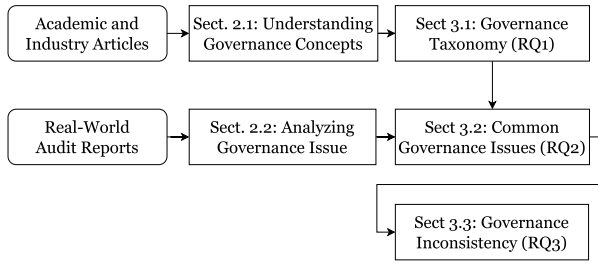 Academic and
Industry Articles
Sect. 2.1: Understanding
Governance Concepts
Sect 3.1: Governance
Taxonomy (RQ1)
Real-World
Audit Reports
Sect. 2.2: Analyzing
Governance Issue
Sect 3.2: Common
Governance Issues (RQ2)
Sect 3.3: Governance
Inconsistency (RQ3)